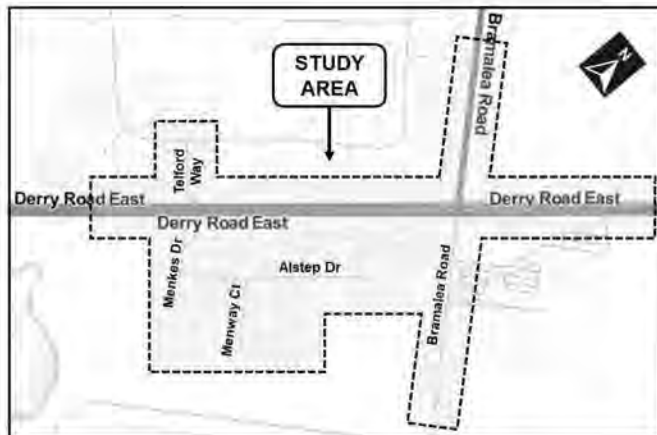 Bramalea Road
N
STUDY
AREA
Telford
Way
Derry Road East
Derry Road East
Derry Road East
Menkes Dr
Menway Ct
Alstep Dr
Bramalea Road